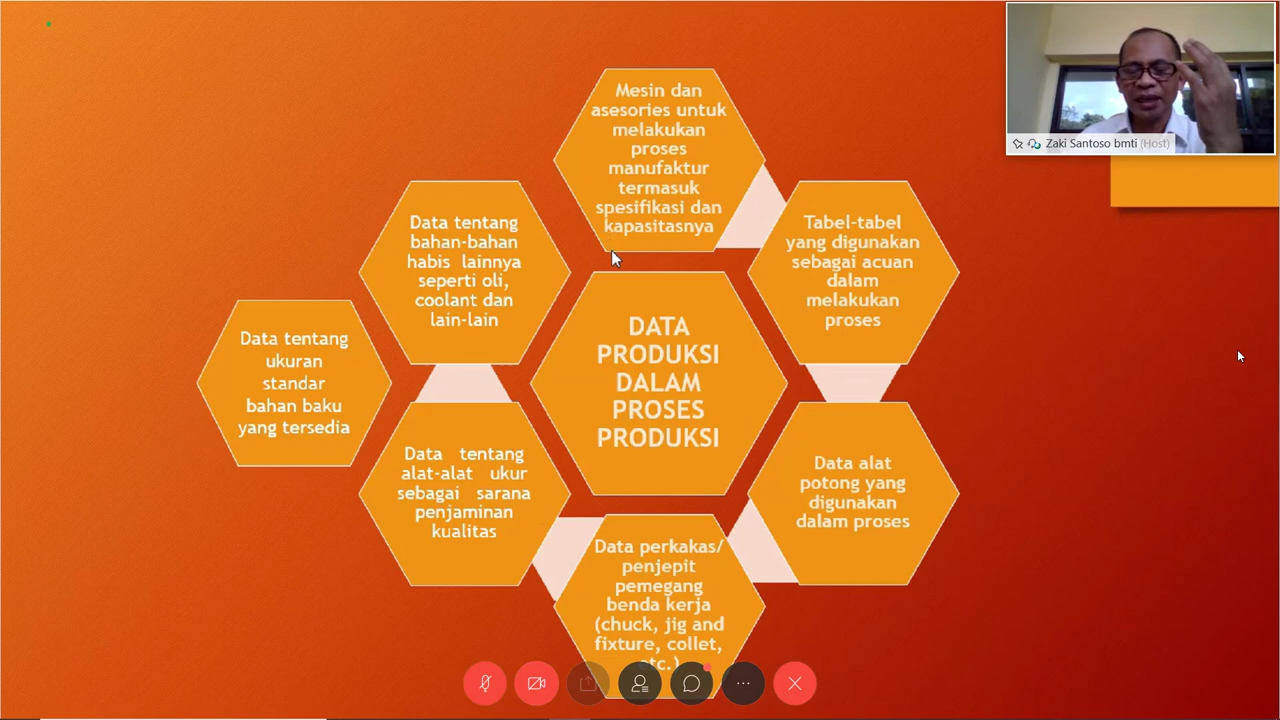 Mesin dan
asesories untuk
melakukan
proses
manufaktur
termasuk
spesifikasi dan
kapasitasnya
Zaki Santoso bmti (Host)
Data tentang
bahan-bahan
habis lainnya
seperti oli,
coolant dan
lain-lain
Tabel-tabel
yang digunakan
sebagai acuan
dalam
melakukan
proses
Data tentang
ukuran
standar
bahan baku
yang tersedia
DATA
PRODUKSI
DALAM
PROSES
PRODUKSI
Data tentang
alat-alat ukur
sebagai sarana
penjaminan
kualitas
Data alat
potong yang
digunakan
dalam proses
Data perkakas/
penjepit
pemegang
benda kerja
(chuck, jig and
fixture, collet,
etc.)